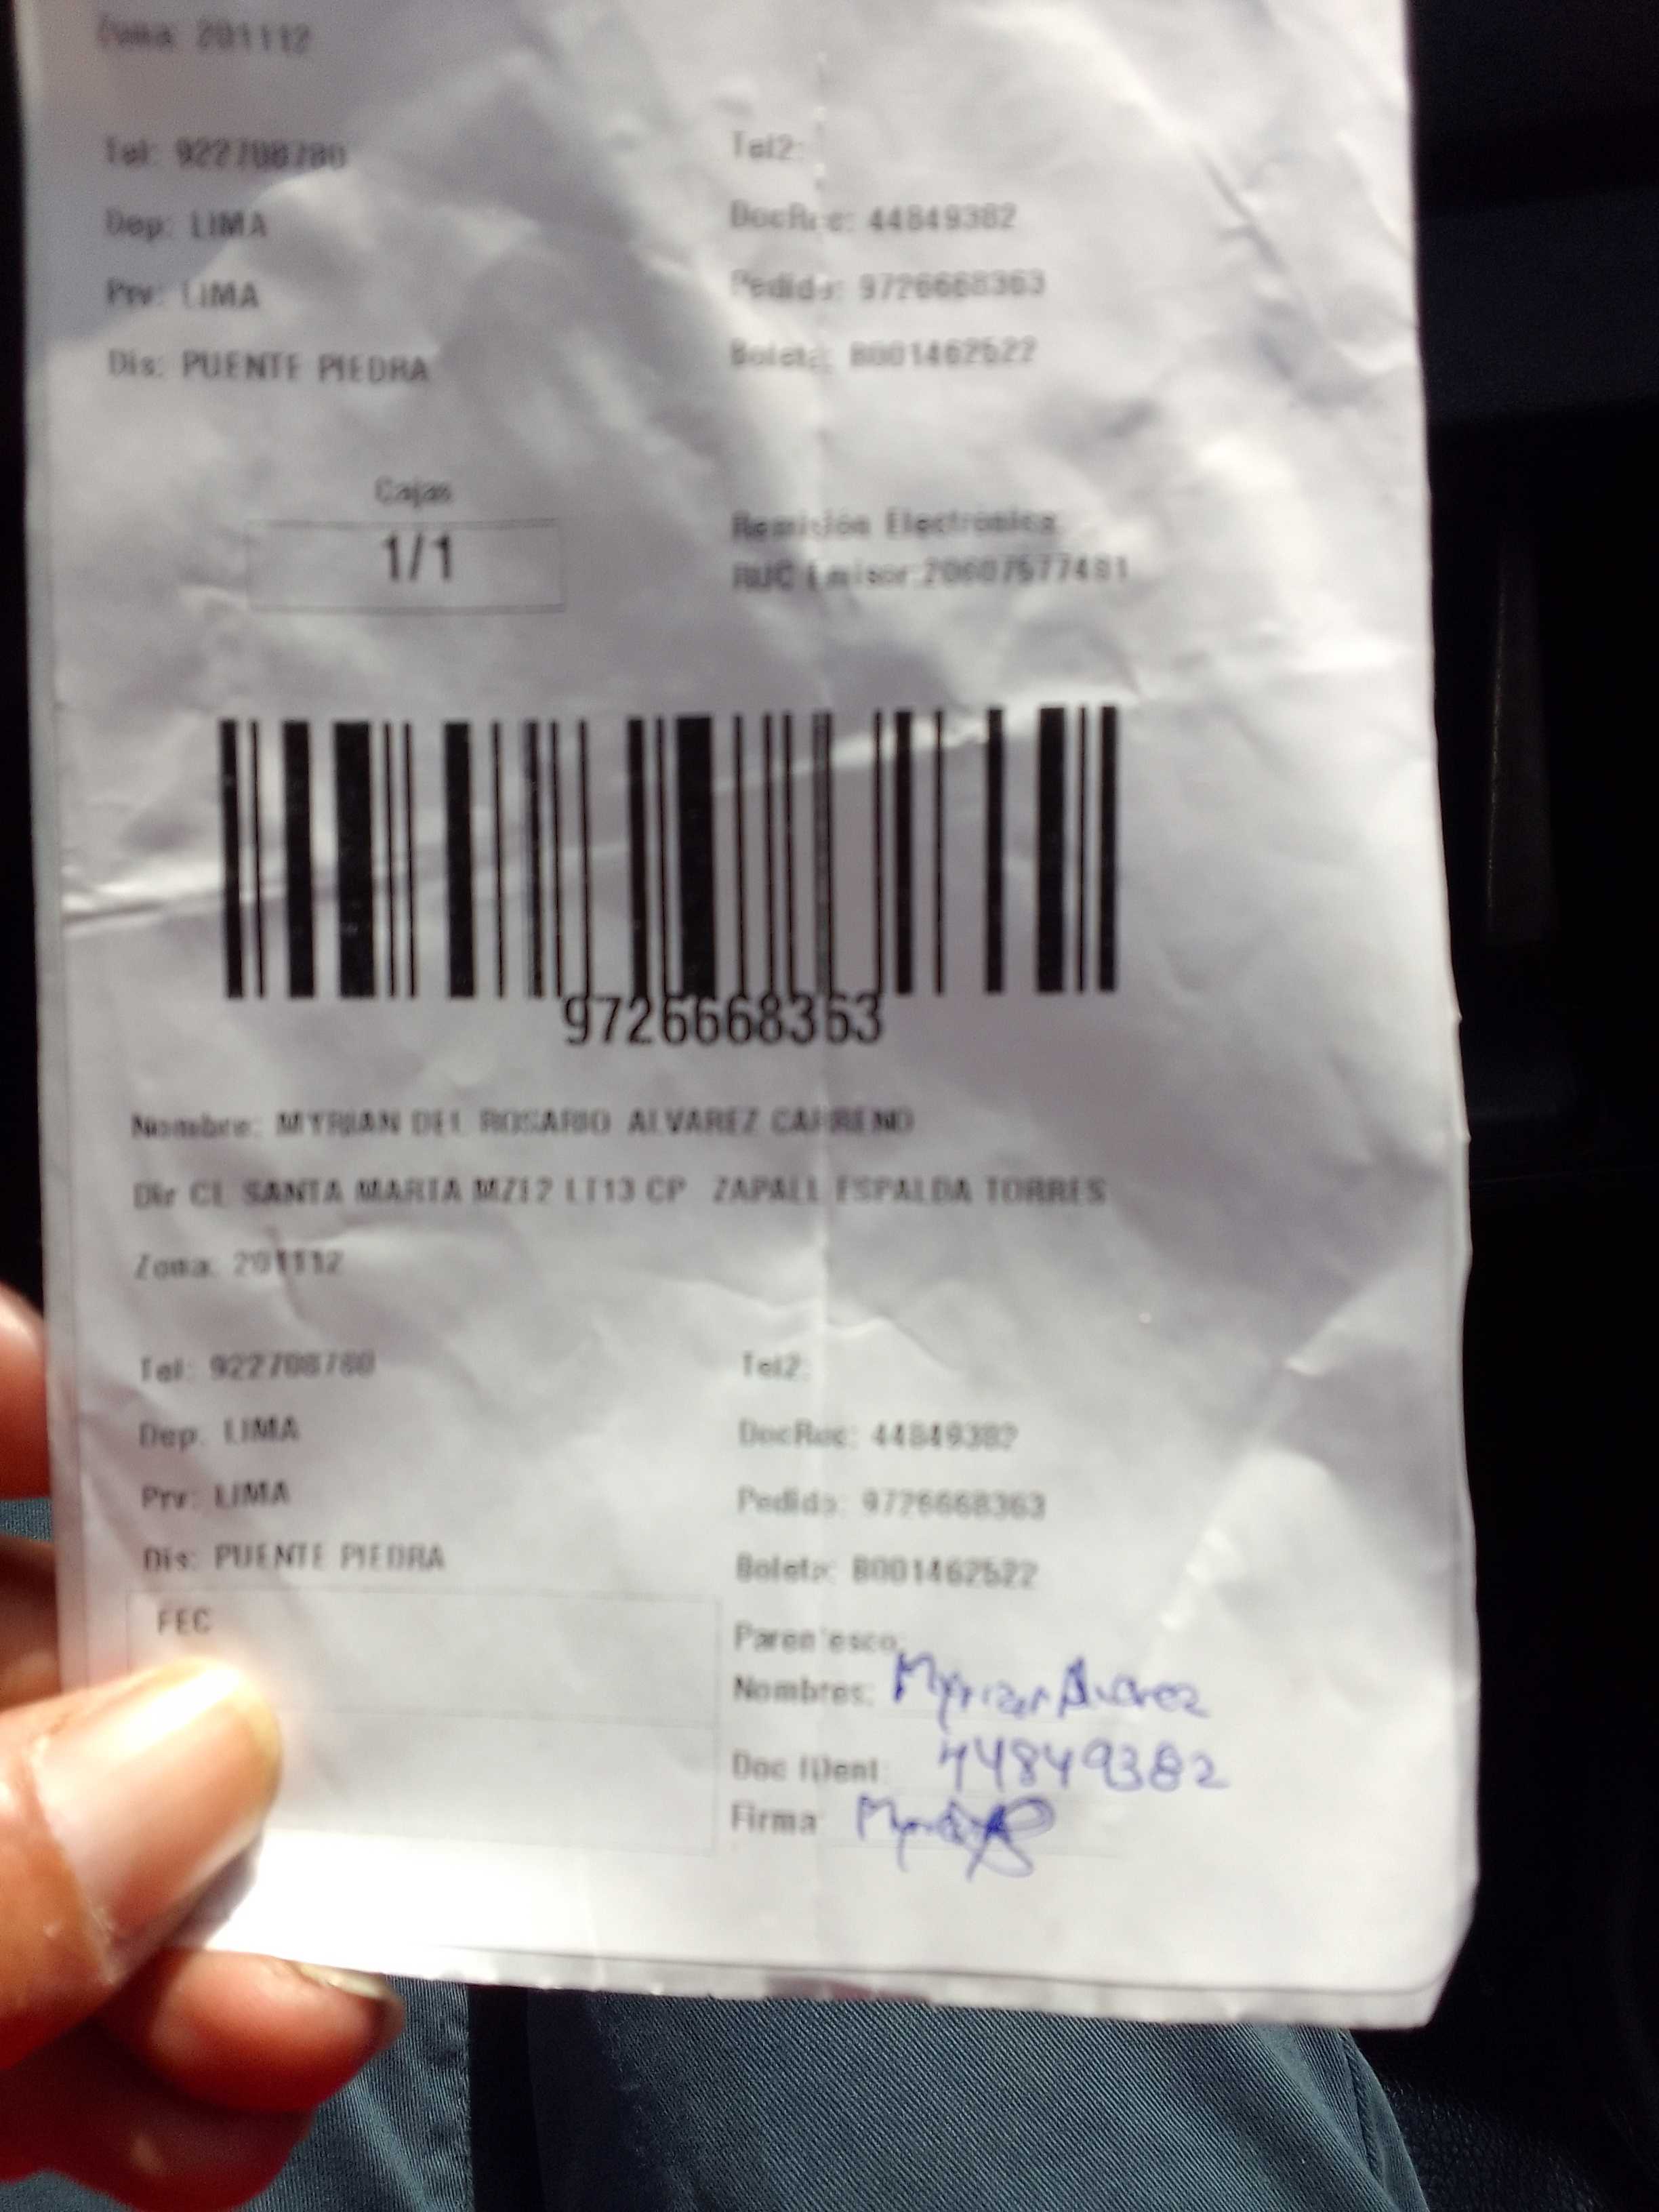 Zona: 201112
Tel: 922708780 Tel2:
Dep: LIMA DocRec: 44849382
Prv: LIMA Pedido: 9726668363
Dis: PUENTE PIEDRA Boleta: B001462522
Cajas
1/1
Remisión Electrónica
RUC Emisor:20607577481
9726668363
Nombre: MYRIAN DEL ROSARIO ALVAREZ CARRENO
Dir CL SANTA MARIA MZE2 LT13 CP ZAPALL ESPALDA TORRES
Zona: 201112
Tel: 922708780 Tel2:
Dep. LIMA DocRec: 44849382
Prv: LIMA Pedido: 9726668363
Dis: PUENTE PIEDRA Boleta: B001462522
FEC
Parentesco:
Nombres: Myrian Alvarez
Doc IDent: 44849382
Firma